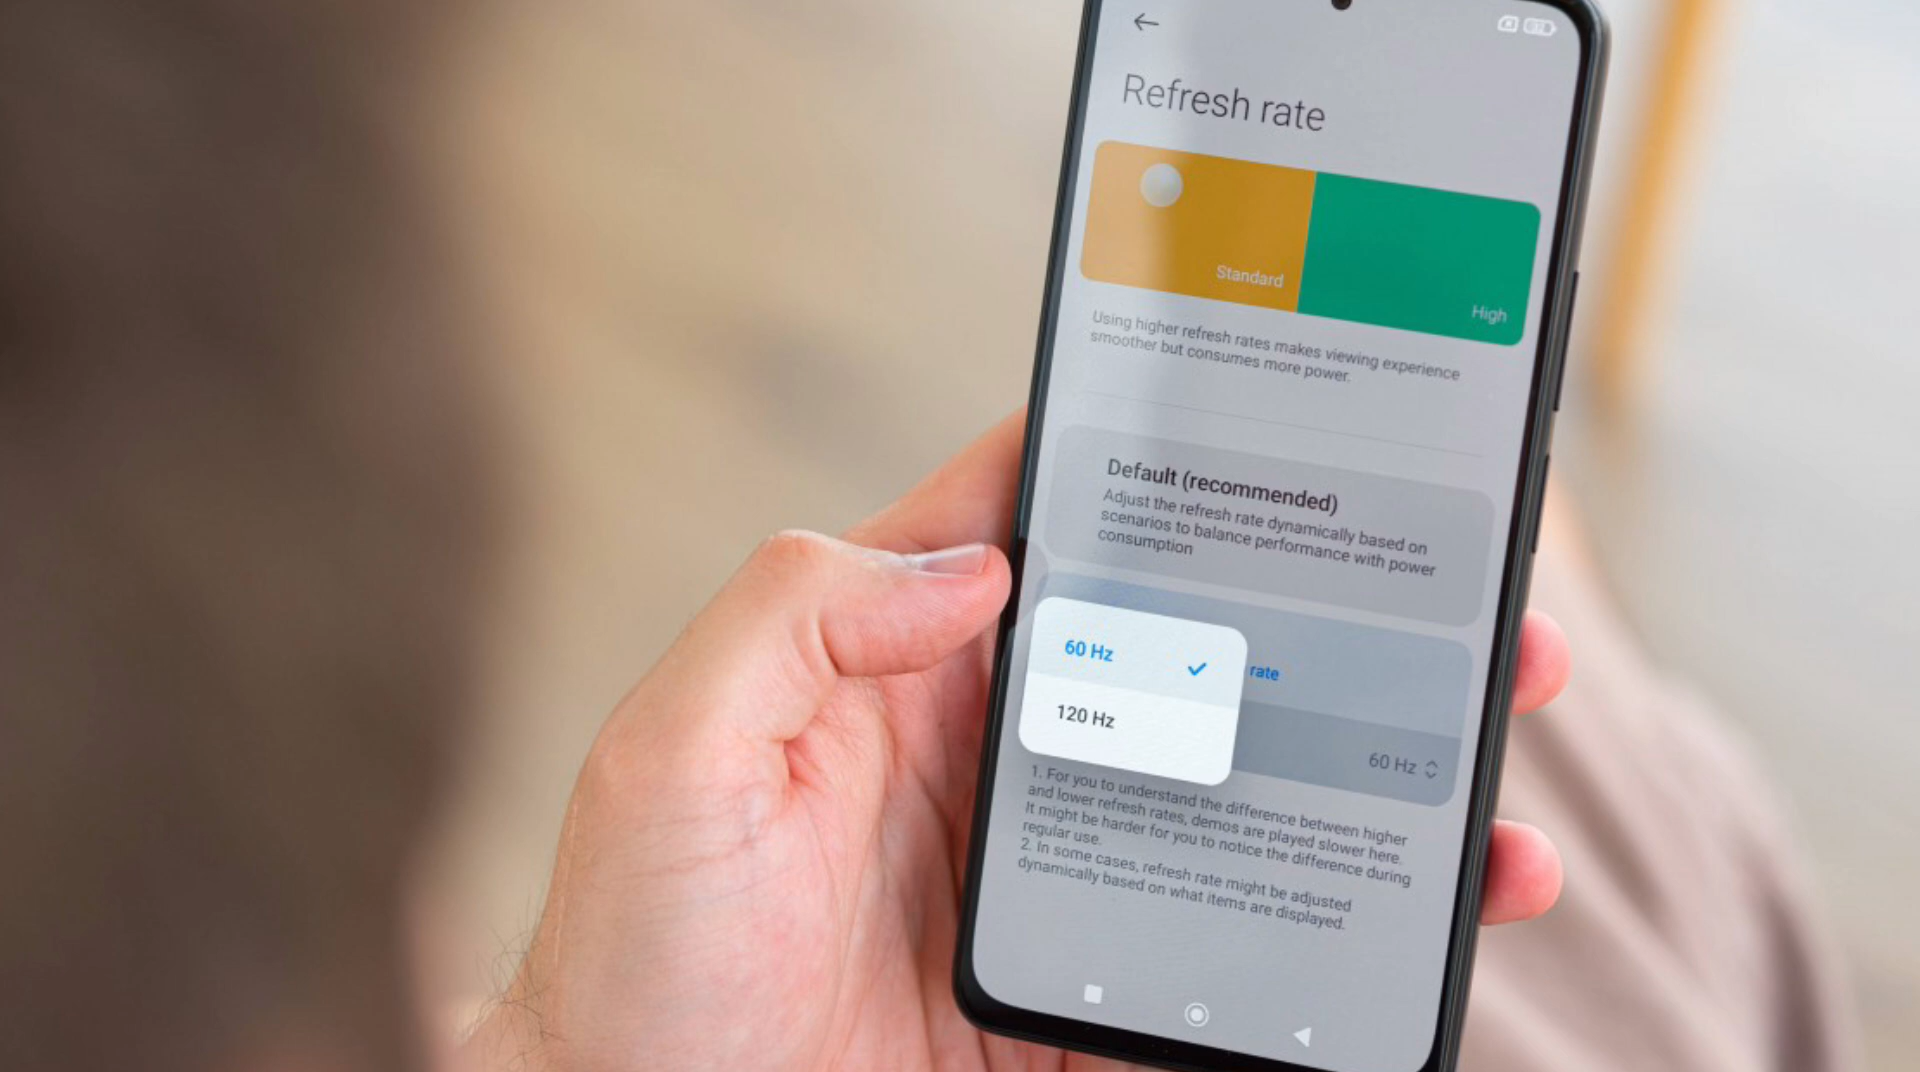 Refresh rate
Standard
High
Using higher refresh rates makes viewing experience
smoother but consumes more power.
Default (recommended)
Adjust the refresh rate dynamically based on
scenarios to balance performance with power
consumption
60 Hz
rate
120 Hz
60 Hz
1. For you to understand the difference between higher
and lower refresh rates, demos are played slower here.
It might be harder for you to notice the difference during
regular use.
2. In some cases, refresh rate might be adjusted
dynamically based on what items are displayed.